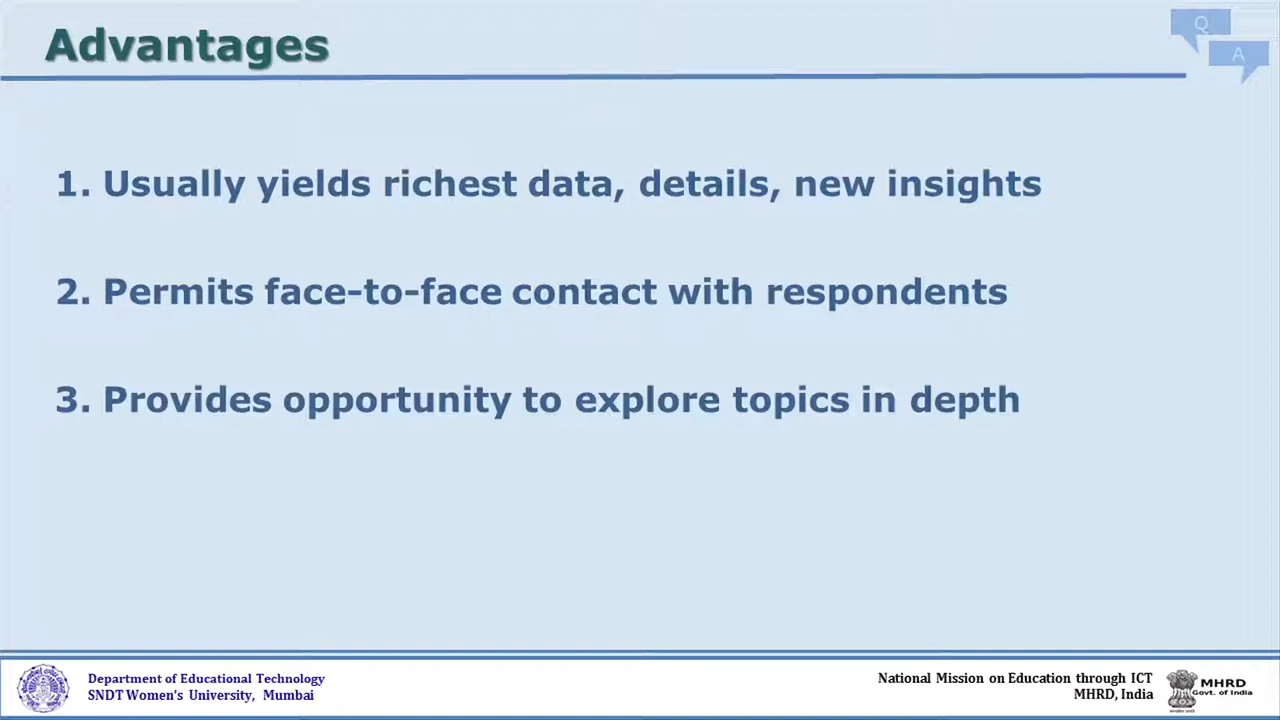 Advantages
Q
A
1. Usually yields richest data, details, new insights
2. Permits face-to-face contact with respondents
3. Provides opportunity to explore topics in depth
Department of Educational Technology
SNDT Women's University, Mumbai
National Mission on Education through ICT
MHRD, India
MHRD
Govt. of India